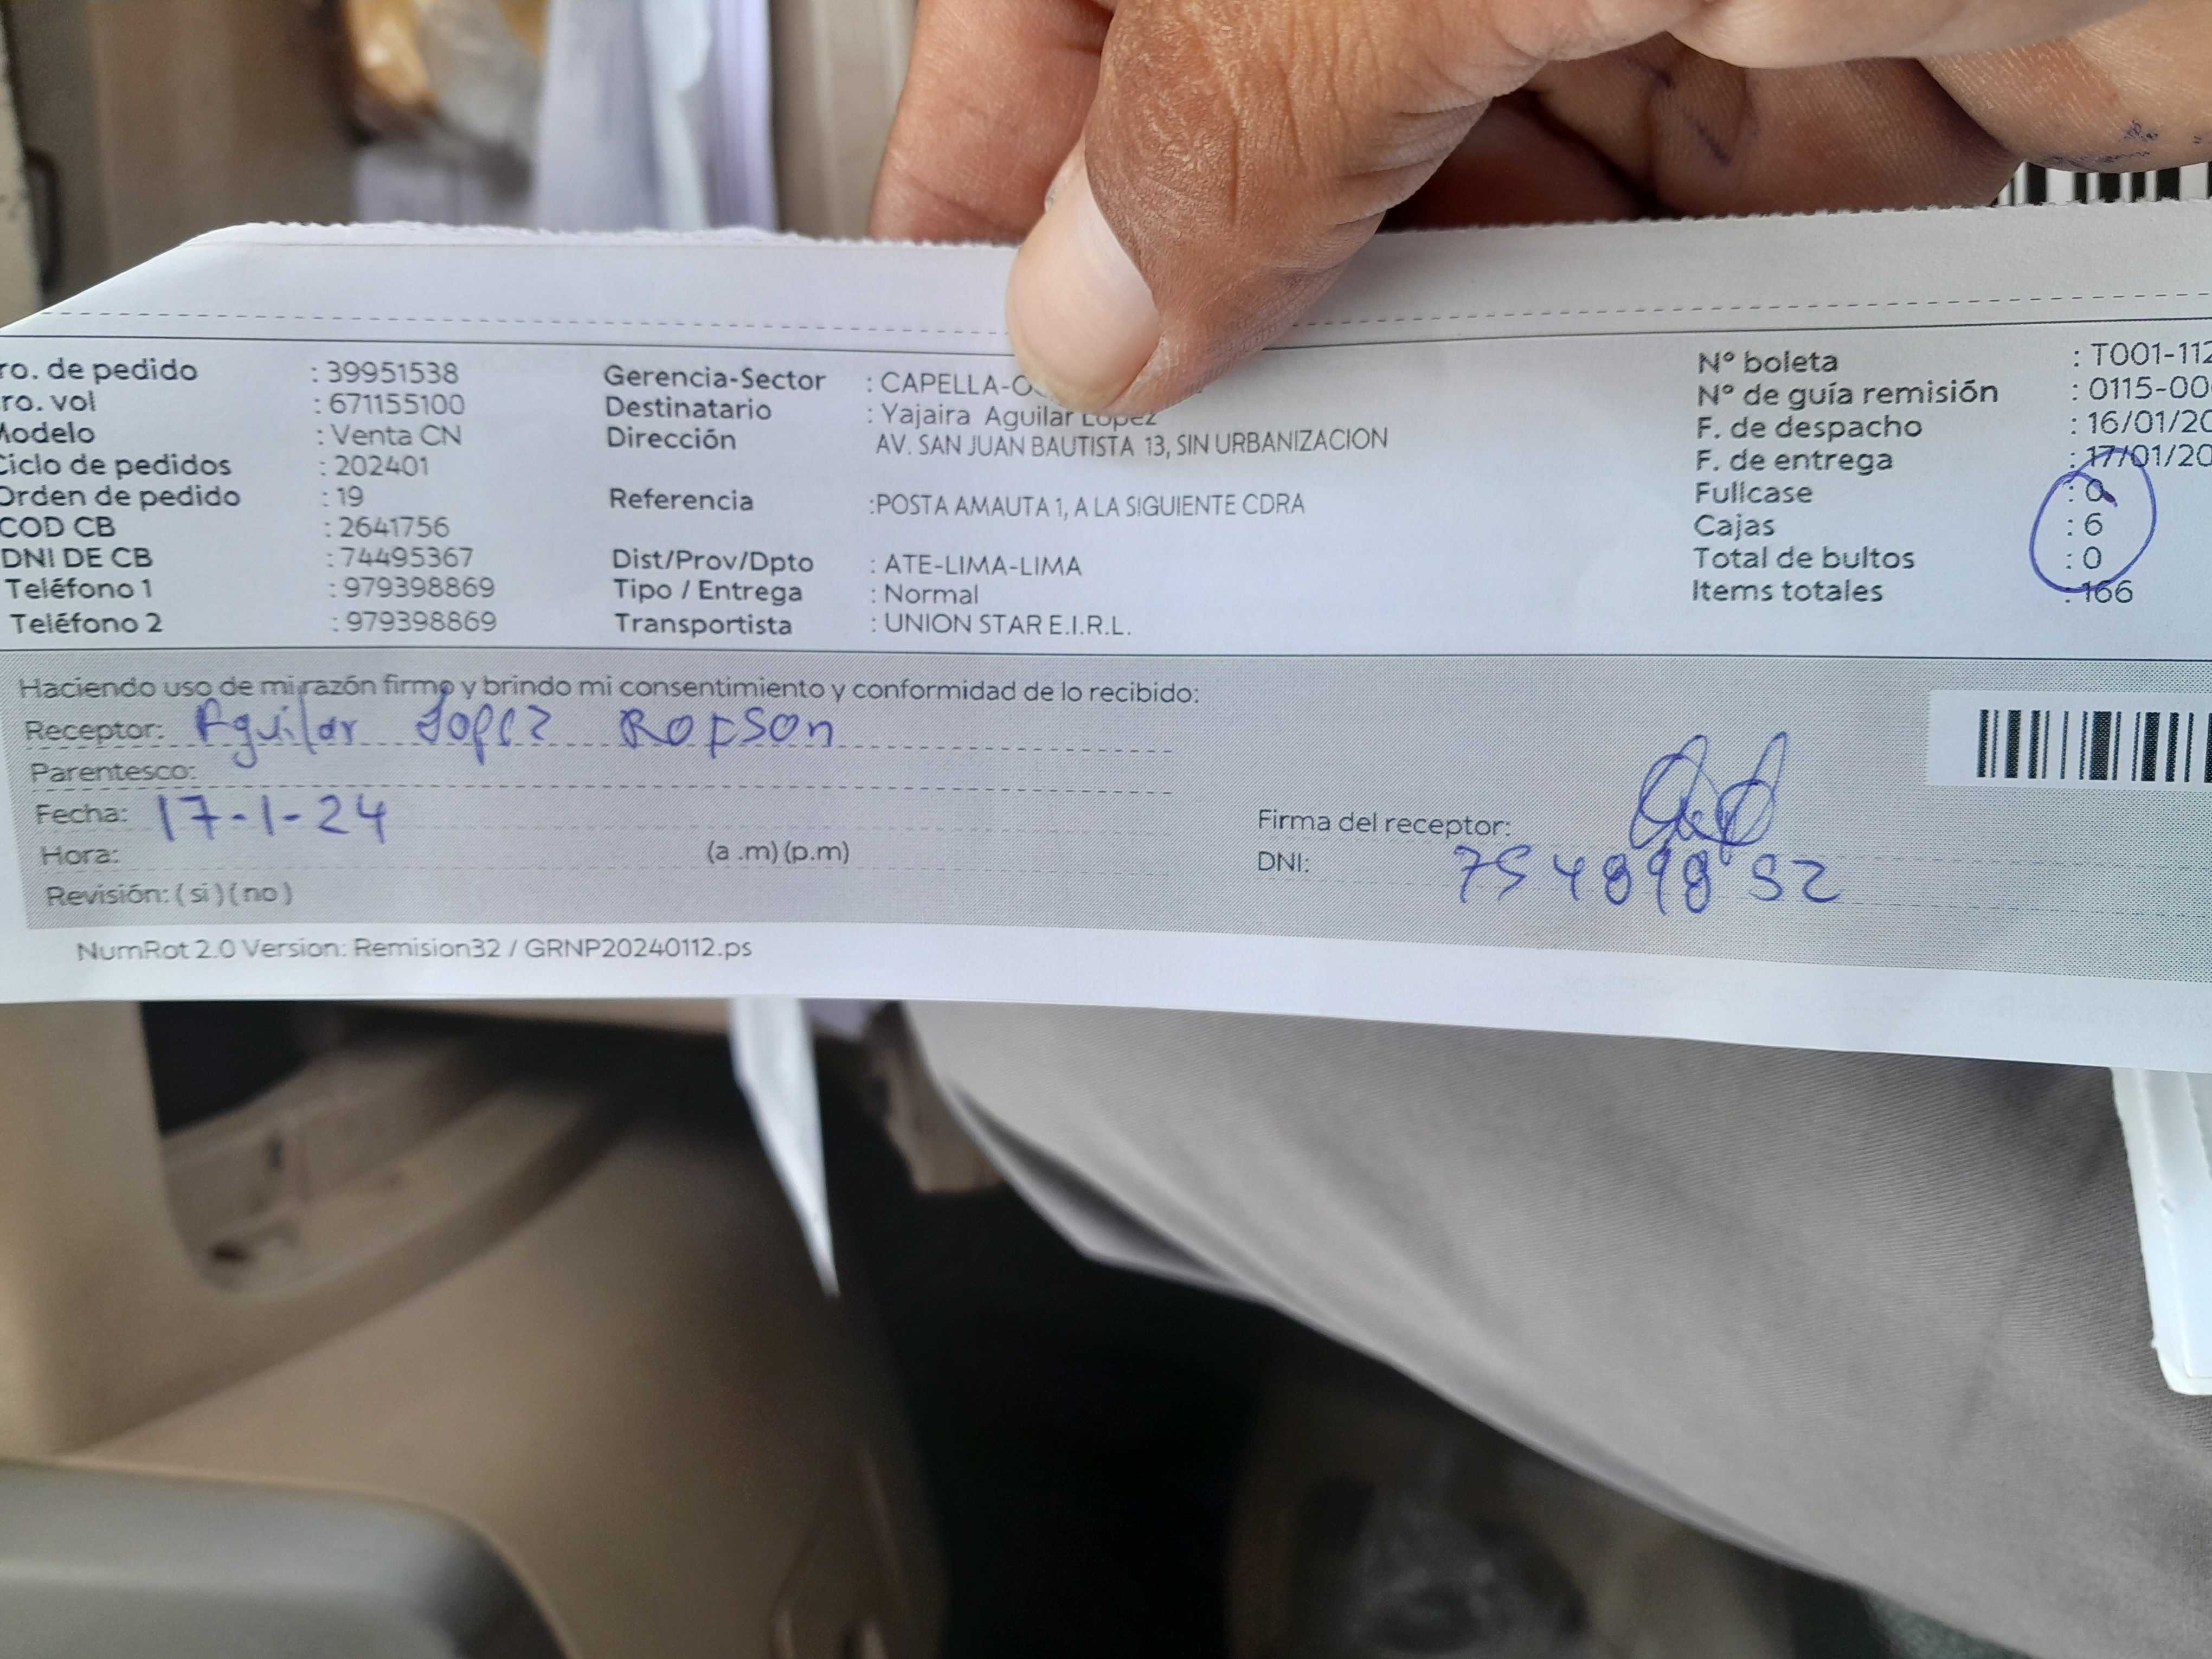 ro. de pedido : 39951538
ro. vol : 671155100
Modelo : Venta CN
Ciclo de pedidos : 202401
Orden de pedido : 19
COD CB : 2641756
DNI DE CB : 74495367
Teléfono 1 : 979398869
Teléfono 2 : 979398869
Gerencia-Sector : CAPELLA-
Destinatario : Yajaira Aguilar Lopez
Dirección AV. SAN JUAN BAUTISTA 13, SIN URBANIZACION
Referencia :POSTA AMAUTA 1, A LA SIGUIENTE CDRA
Dist/Prov/Dpto : ATE-LIMA-LIMA
Tipo / Entrega : Normal
Transportista : UNION STAR E.I.R.L.
N° boleta : T001-112
N° de guía remisión : 0115-00
F. de despacho : 16/01/20
F. de entrega : 17/01/20
Fullcase : 0
Cajas : 6
Total de bultos : 0
Items totales : 166
Haciendo uso de mi razón firmo y brindo mi consentimiento y conformidad de lo recibido:
Receptor: Aguilar Lopez
Parentesco:
Fecha: 17-1-24
Hora: (a .m) (p.m)
Revisión: ( si ) ( no )
Firma del receptor:
DNI:
NumRot 2.0 Version: Remision32 / GRNP20240112.ps